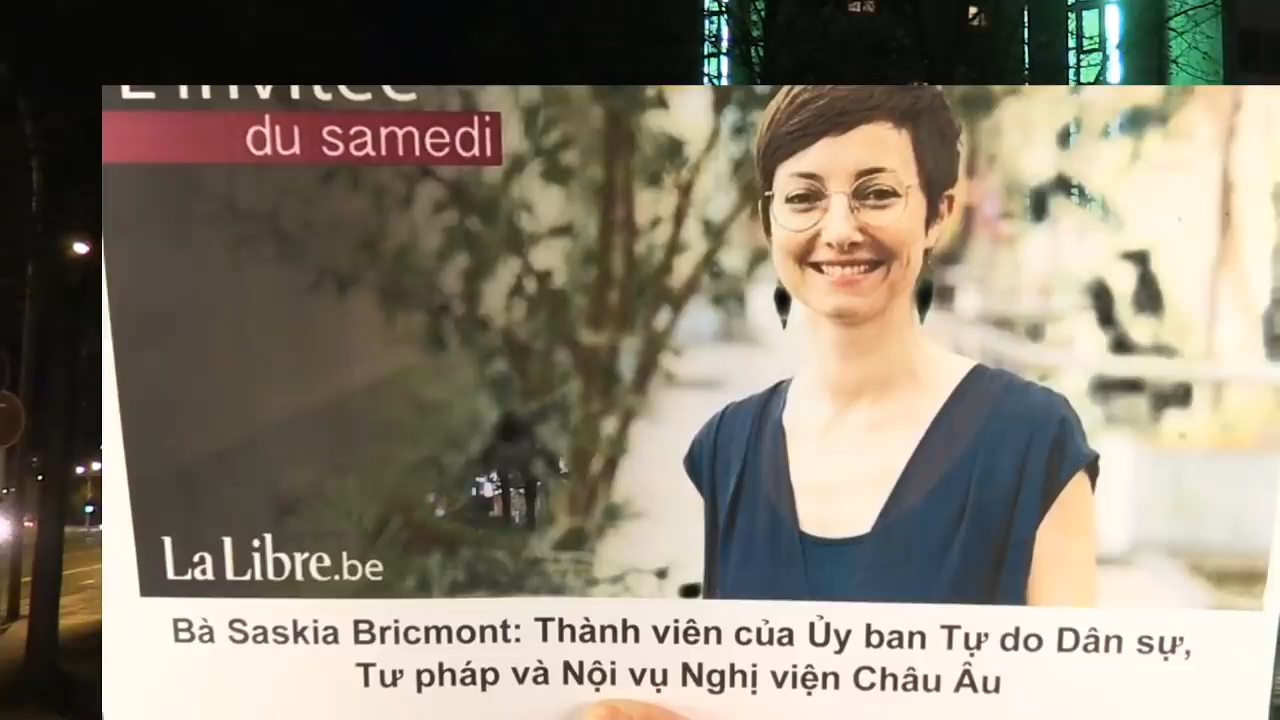 L'invitée
du samedi
La Libre.be
Bà Saskia Bricmont: Thành viên của Ủy ban Tự do Dân sự,
Tư pháp và Nội vụ Nghị viện Châu Âu